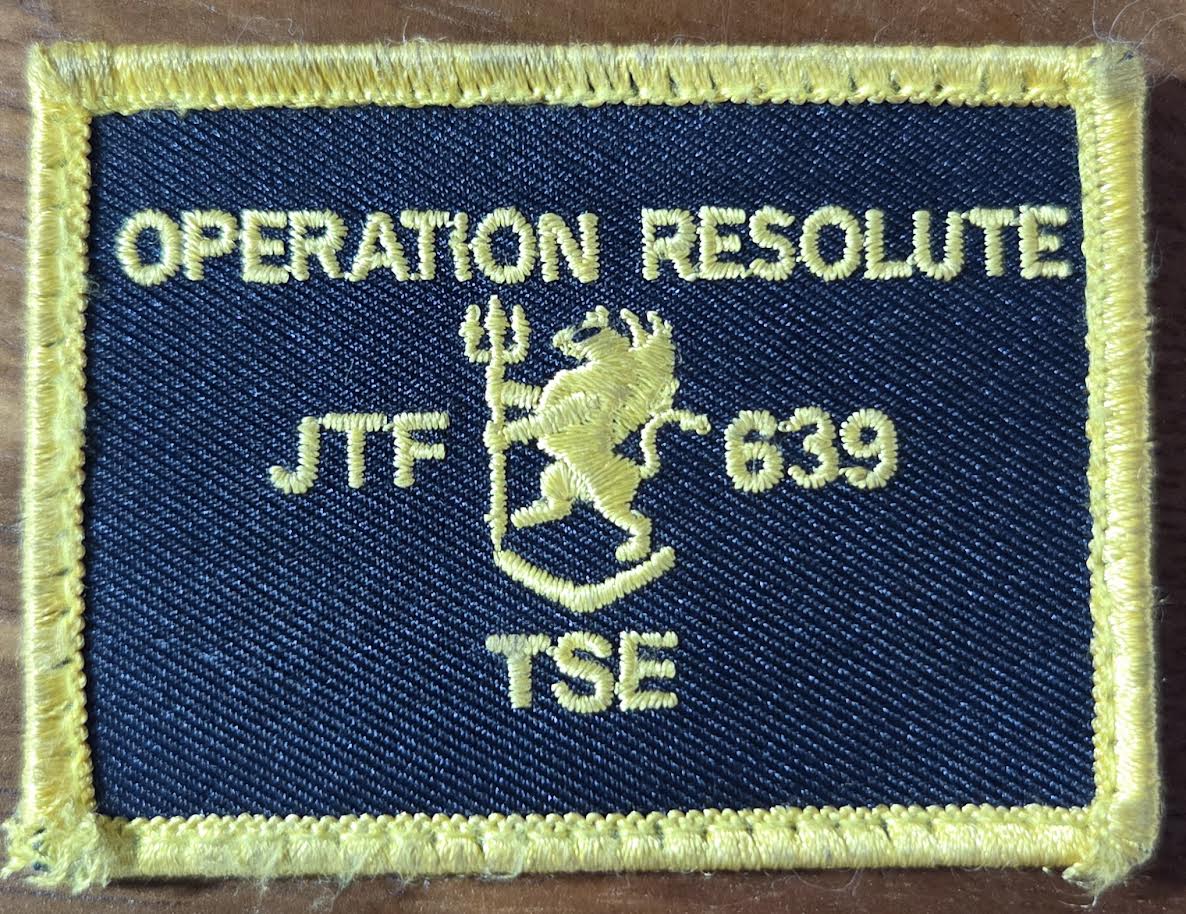 OPERATION RESOLUTE
JTF 639
TSE